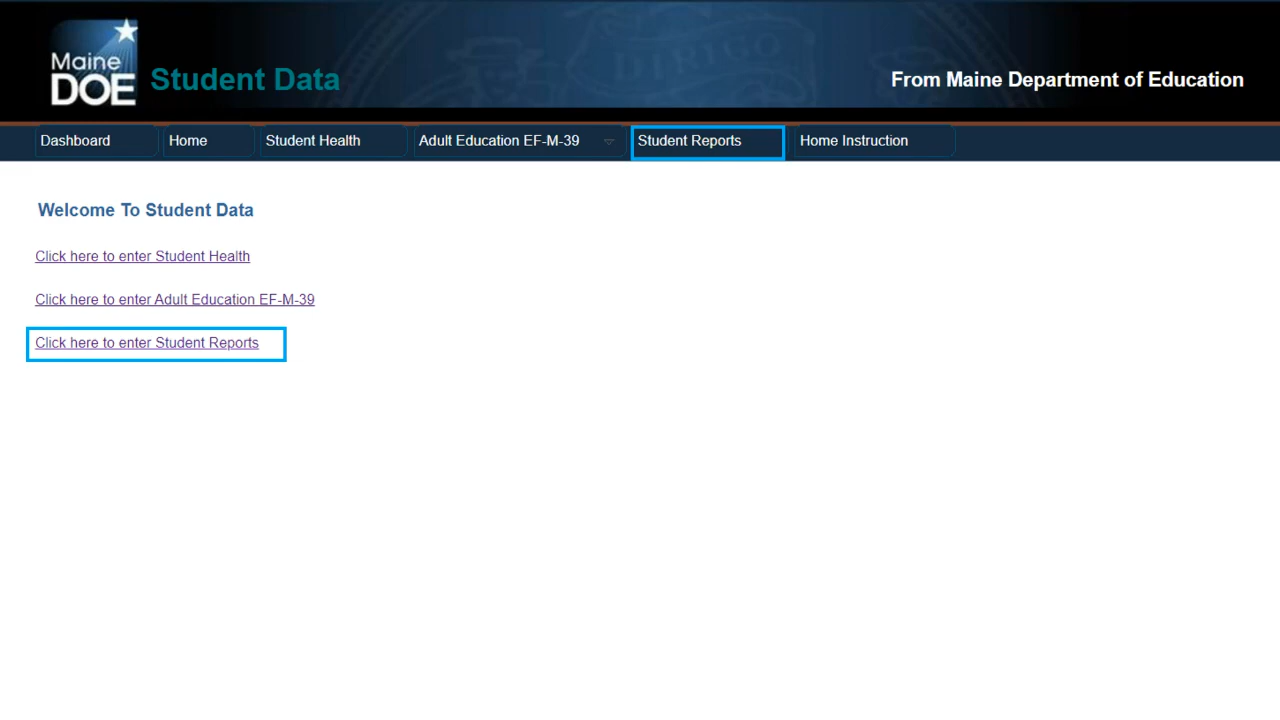 Maine
DOE
Student Data
From Maine Department of Education
DIRIGO
Dashboard Home Student Health Adult Education EF-M-39 Student Reports Home Instruction
Welcome To Student Data
Click here to enter Student Health
Click here to enter Adult Education EF-M-39
Click here to enter Student Reports